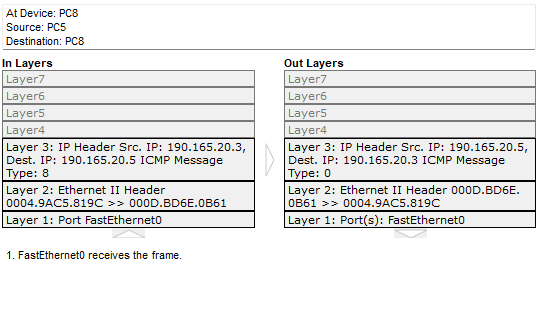 At Device: PC8
Source: PC5
Destination: PC8
In Layers
Layer7
Layer6
Layer5
Layer4
Layer 3: IP Header Src. IP: 190.165.20.3,
Dest. IP: 190.165.20.5 ICMP Message
Type: 8
Layer 2: Ethernet II Header
0004.9AC5.819C >> 000D.BD6E.0B61
Layer 1: Port FastEthernet0
Out Layers
Layer7
Layer6
Layer5
Layer4
Layer 3: IP Header Src. IP: 190.165.20.5,
Dest. IP: 190.165.20.3 ICMP Message
Type: 0
Layer 2: Ethernet II Header 000D.BD6E.
0B61 >> 0004.9AC5.819C
Layer 1: Port(s): FastEthernet0
1. FastEthernet0 receives the frame.